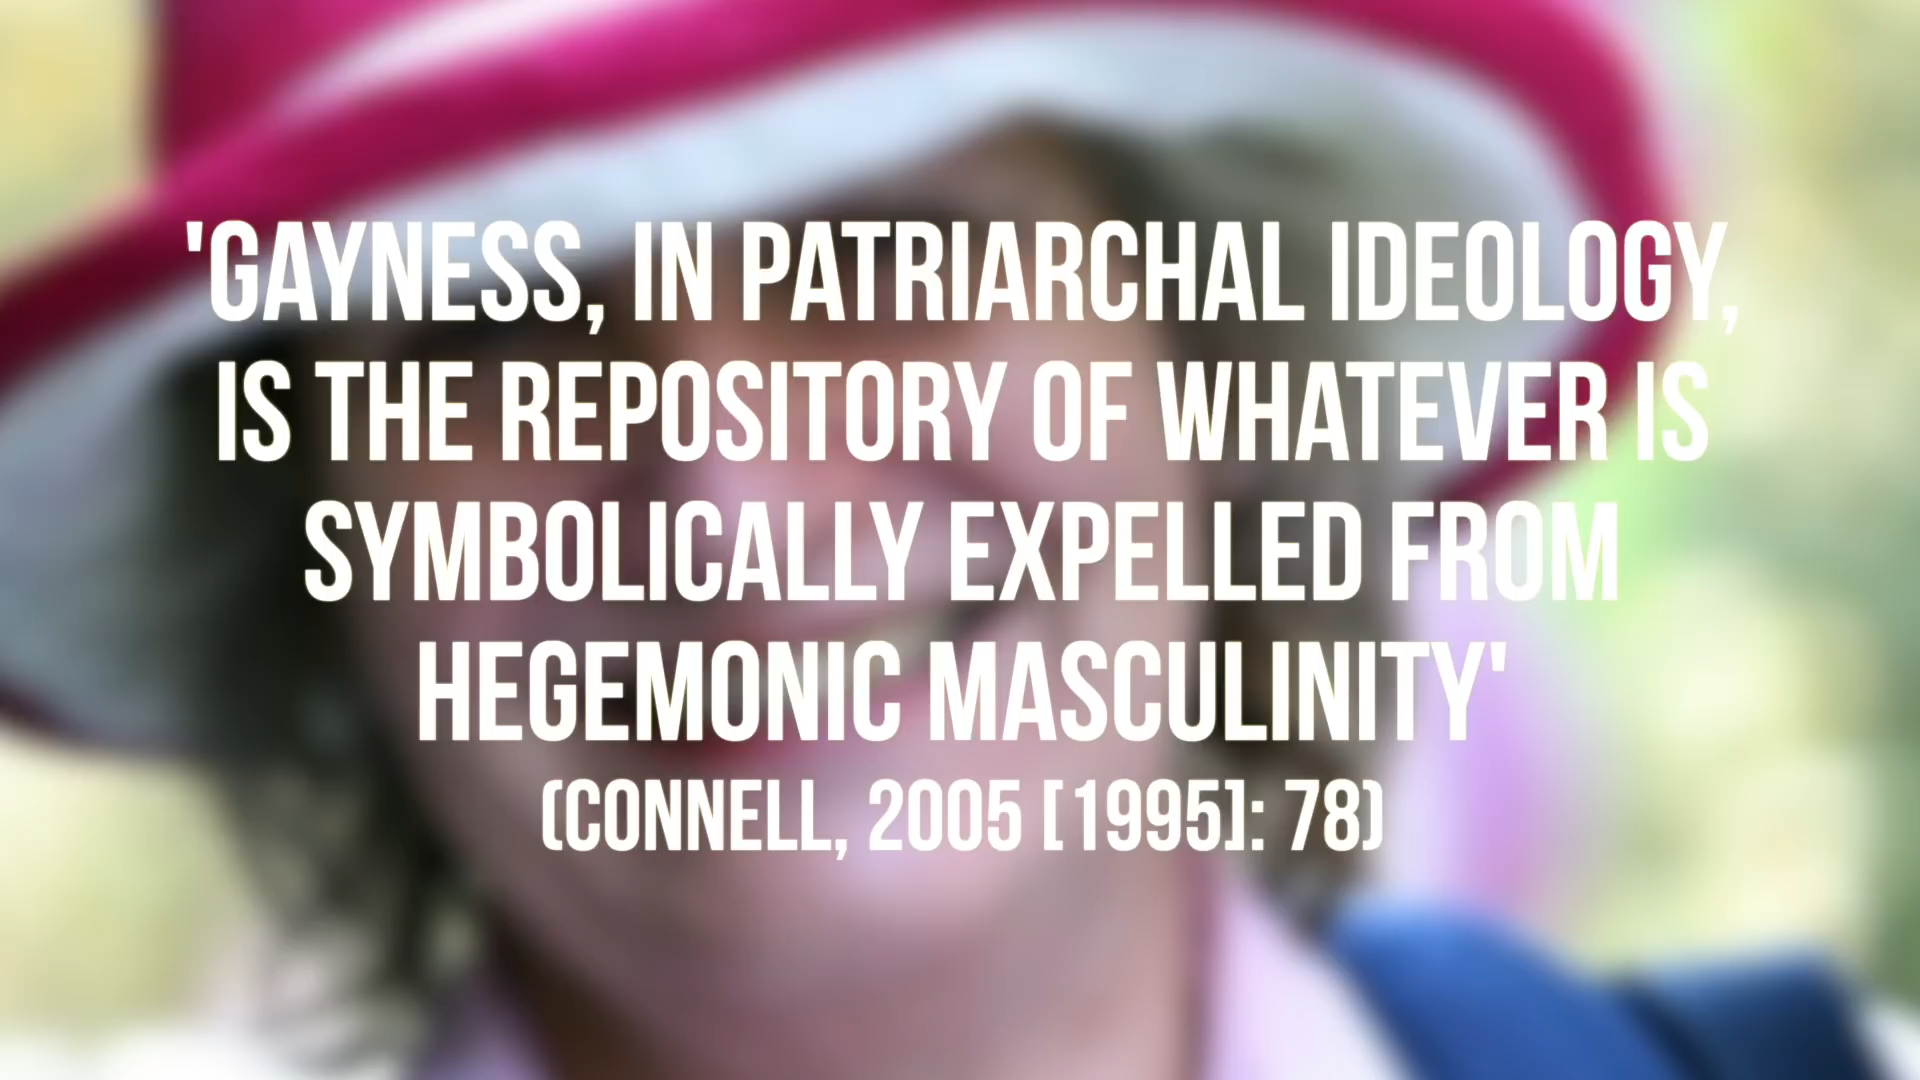 'GAYNESS, IN PATRIARCHAL IDEOLOGY,
IS THE REPOSITORY OF WHATEVER IS
SYMBOLICALLY EXPELLED FROM
HEGEMONIC MASCULINITY'
(CONNELL, 2005 [1995]: 78)